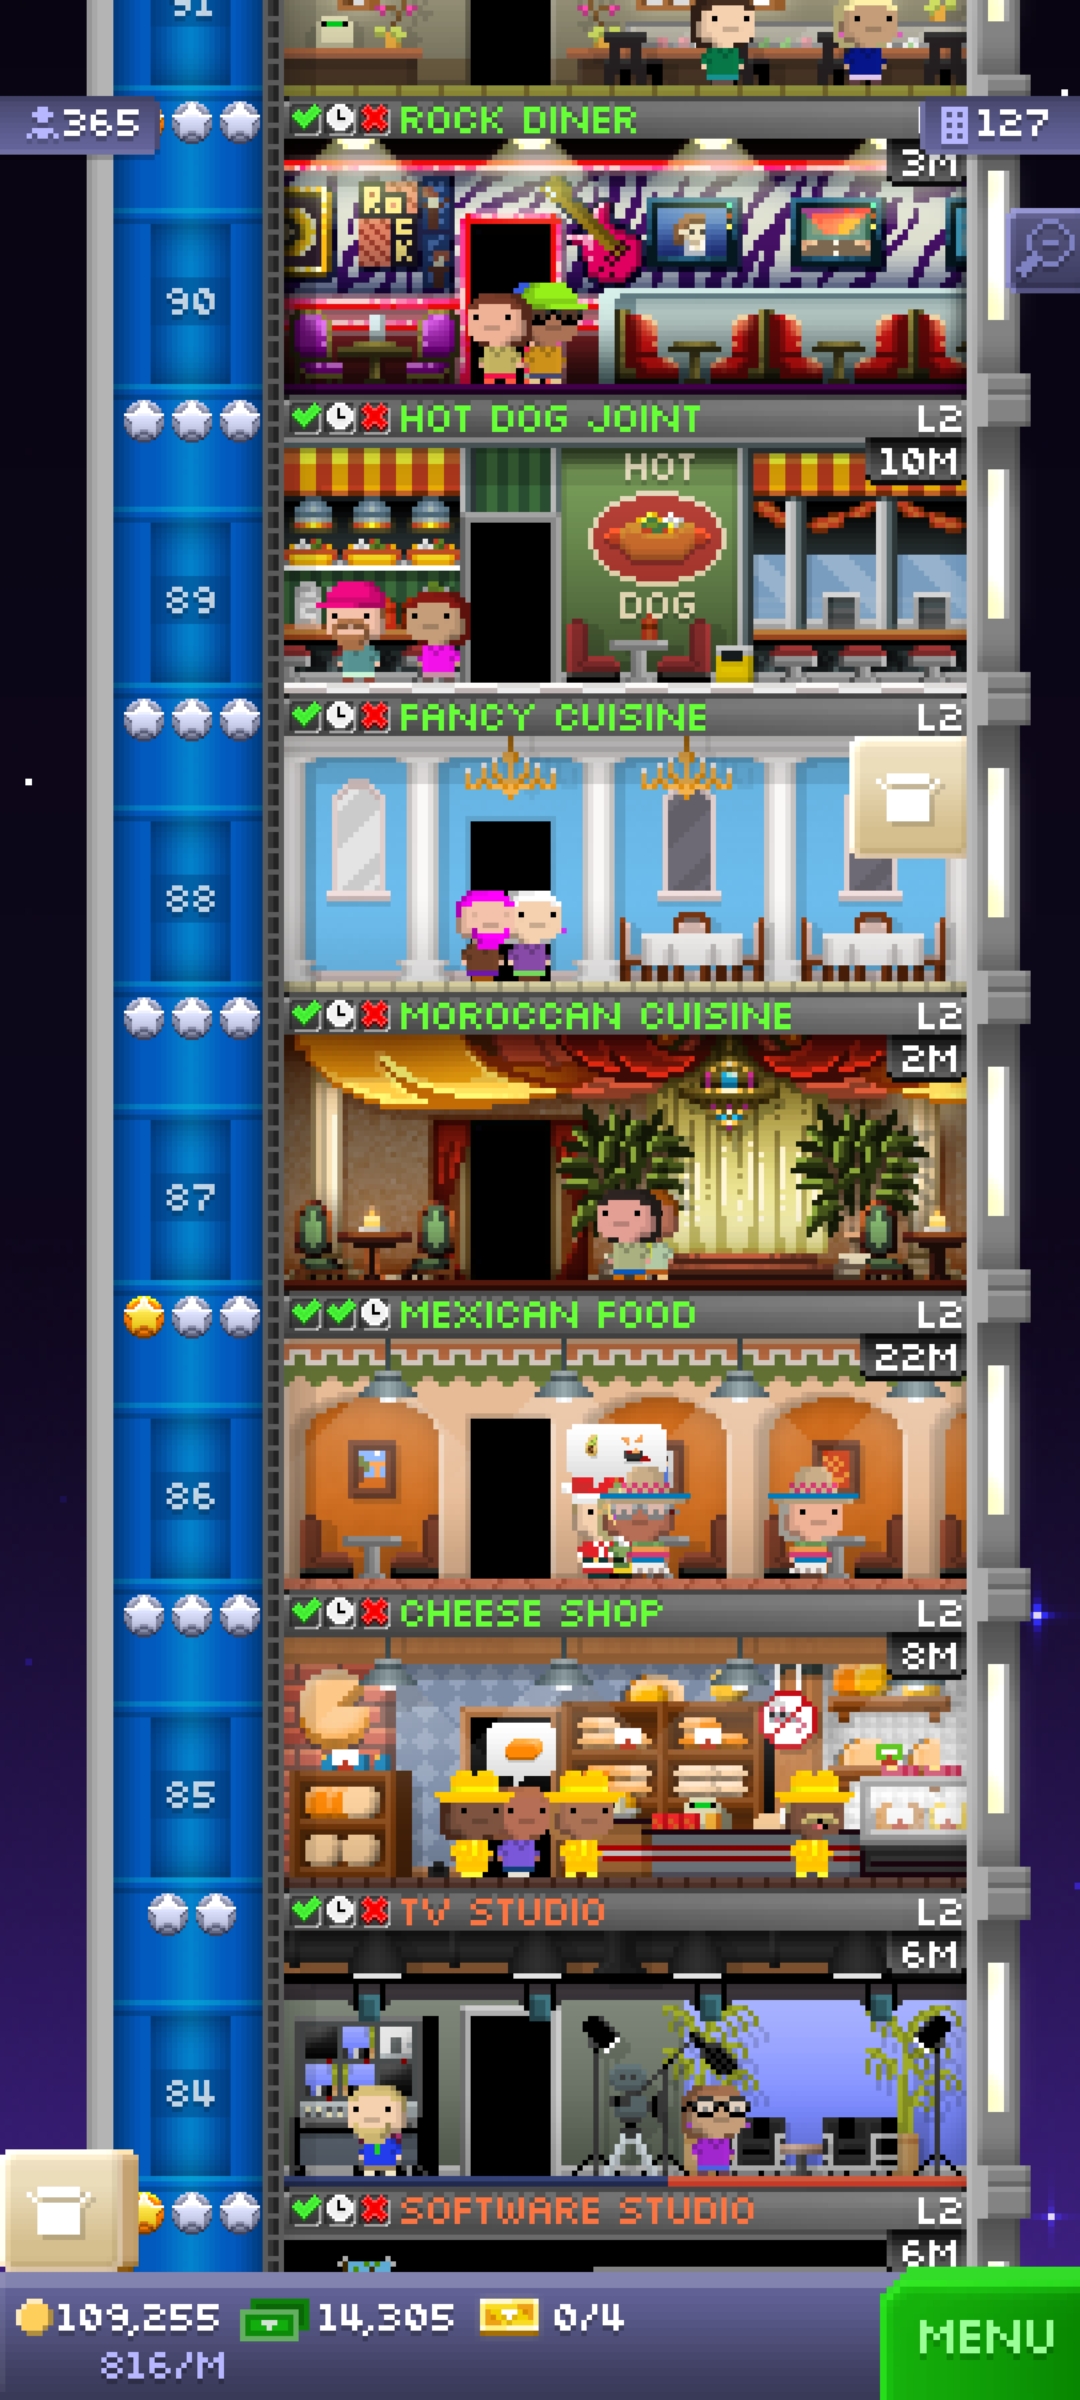 91
365
ROCK DINER
127
3M
ROCK
90
HOT DOG JOINT L2
10M
HOT
DOG
89
FANCY CUISINE L2
88
MOROCCAN CUISINE L2
2M
87
MEXICAN FOOD L2
22M
86
CHEESE SHOP L2
8M
85
TV STUDIO L2
6M
84
SOFTWARE STUDIO L2
6M
109,255 14,305 0/4
816/M
MENU